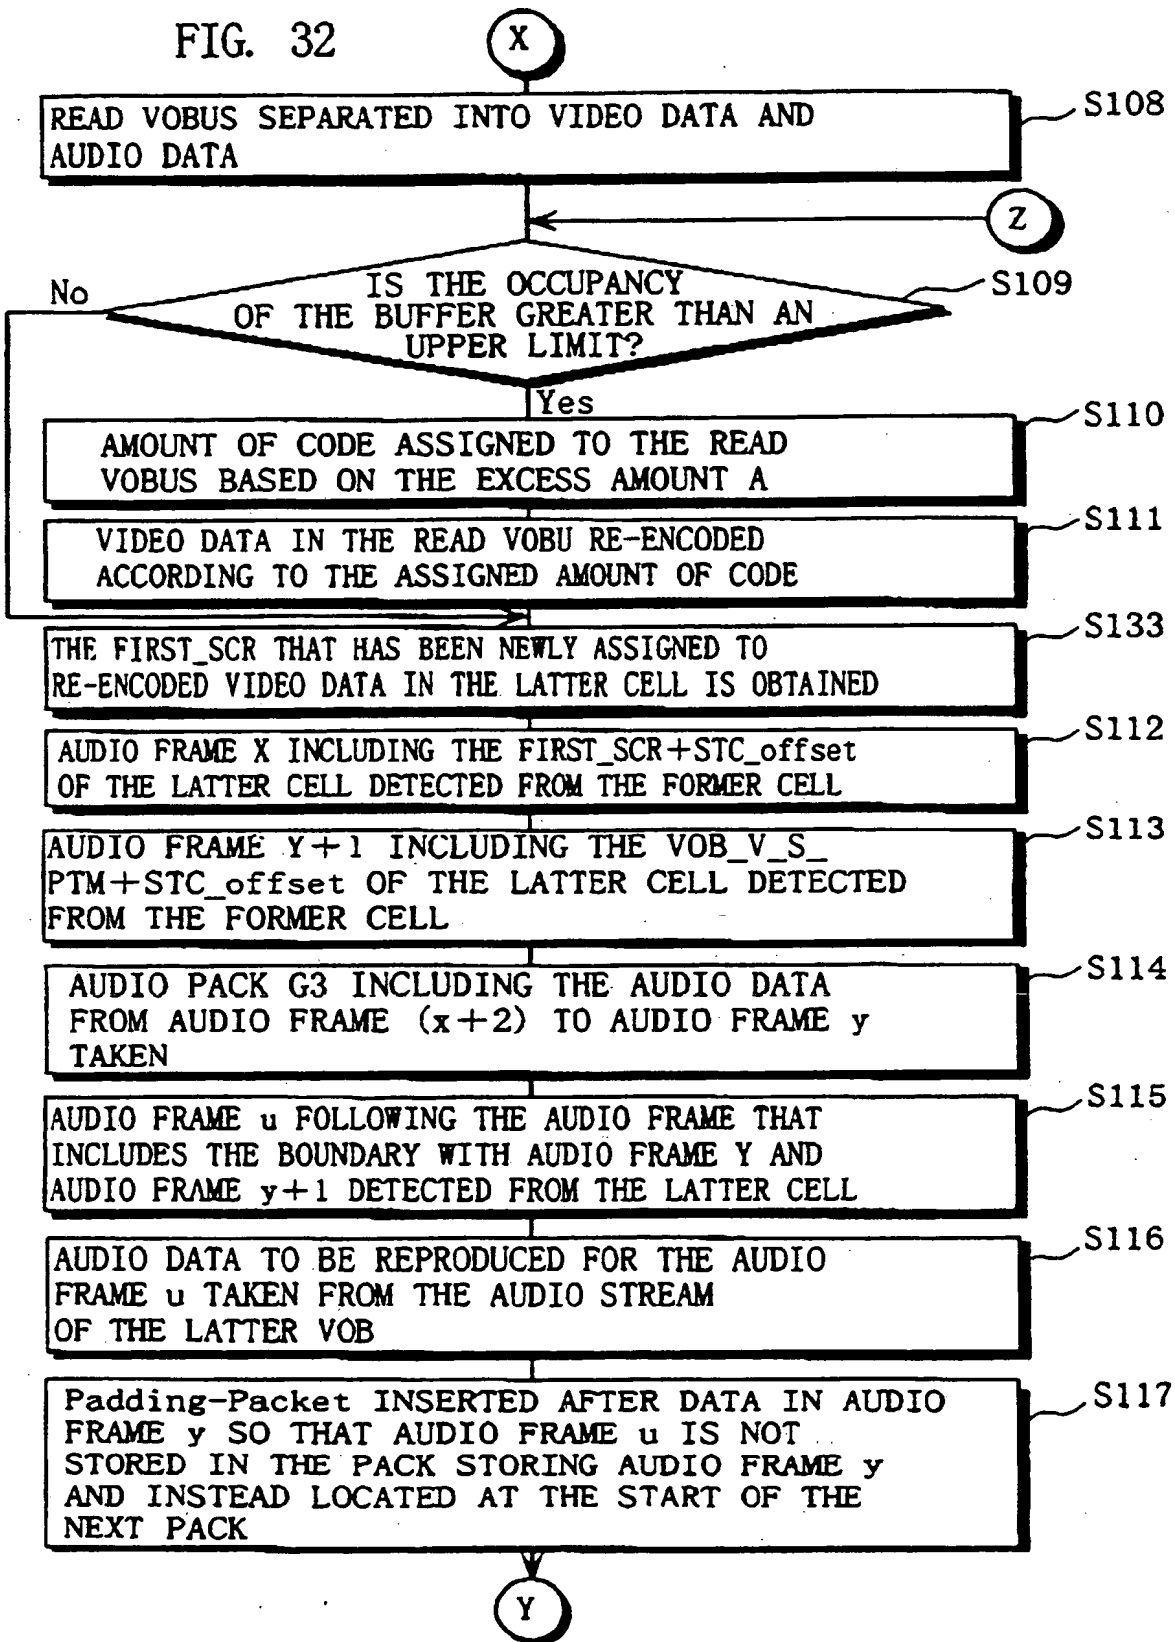 FIG. 32
X
READ VOBUS SEPARATED INTO VIDEO DATA AND
AUDIO DATA
S108
Z
IS THE OCCUPANCY
OF THE BUFFER GREATER THAN AN
UPPER LIMIT?
S109
No
Yes
AMOUNT OF CODE ASSIGNED TO THE READ
VOBUS BASED ON THE EXCESS AMOUNT A
S110
VIDEO DATA IN THE READ VOBU RE-ENCODED
ACCORDING TO THE ASSIGNED AMOUNT OF CODE
S111
THE FIRST_SCR THAT HAS BEEN NEWLY ASSIGNED TO
RE-ENCODED VIDEO DATA IN THE LATTER CELL IS OBTAINED
S133
AUDIO FRAME X INCLUDING THE FIRST_SCR+STC_offset
OF THE LATTER CELL DETECTED FROM THE FORMER CELL
S112
AUDIO FRAME Y+1 INCLUDING THE VOB_V_S_
PTM+STC_offset OF THE LATTER CELL DETECTED
FROM THE FORMER CELL
S113
AUDIO PACK G3 INCLUDING THE AUDIO DATA
FROM AUDIO FRAME (x+2) TO AUDIO FRAME y
TAKEN
S114
AUDIO FRAME u FOLLOWING THE AUDIO FRAME THAT
INCLUDES THE BOUNDARY WITH AUDIO FRAME Y AND
AUDIO FRAME y+1 DETECTED FROM THE LATTER CELL
S115
AUDIO DATA TO BE REPRODUCED FOR THE AUDIO
FRAME u TAKEN FROM THE AUDIO STREAM
OF THE LATTER VOB
S116
Padding-Packet INSERTED AFTER DATA IN AUDIO
FRAME y SO THAT AUDIO FRAME u IS NOT
STORED IN THE PACK STORING AUDIO FRAME y
AND INSTEAD LOCATED AT THE START OF THE
NEXT PACK
S117
Y